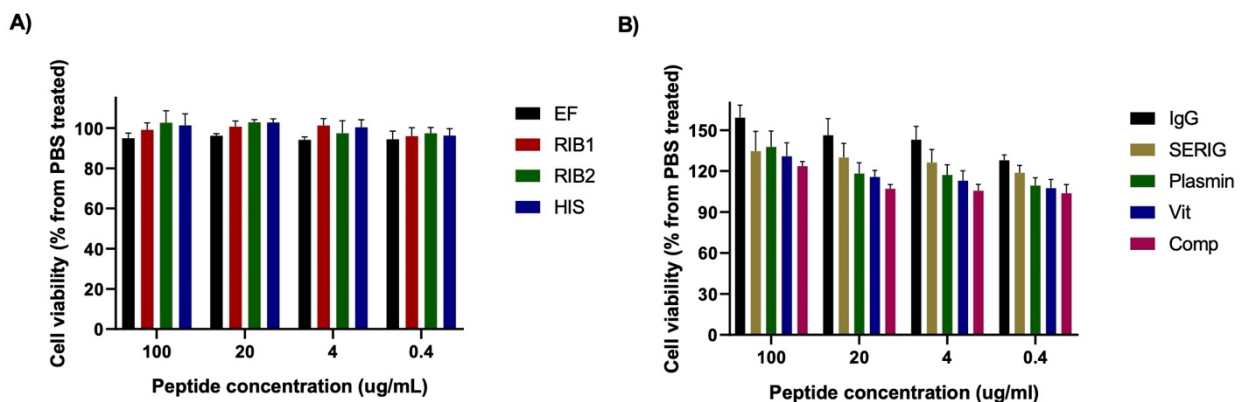 A)
Cell viability (% from PBS treated)
100
80
60
40
20
0
100 20 4 0.4
Peptide concentration (ug/mL)
EF
RIB1
RIB2
HIS
B)
Cell viability (% from PBS treated)
150
120
90
60
30
0
100 20 4 0.4
Peptide concentration (ug/ml)
IgG
SERIG
Plasmin
Vit
Comp